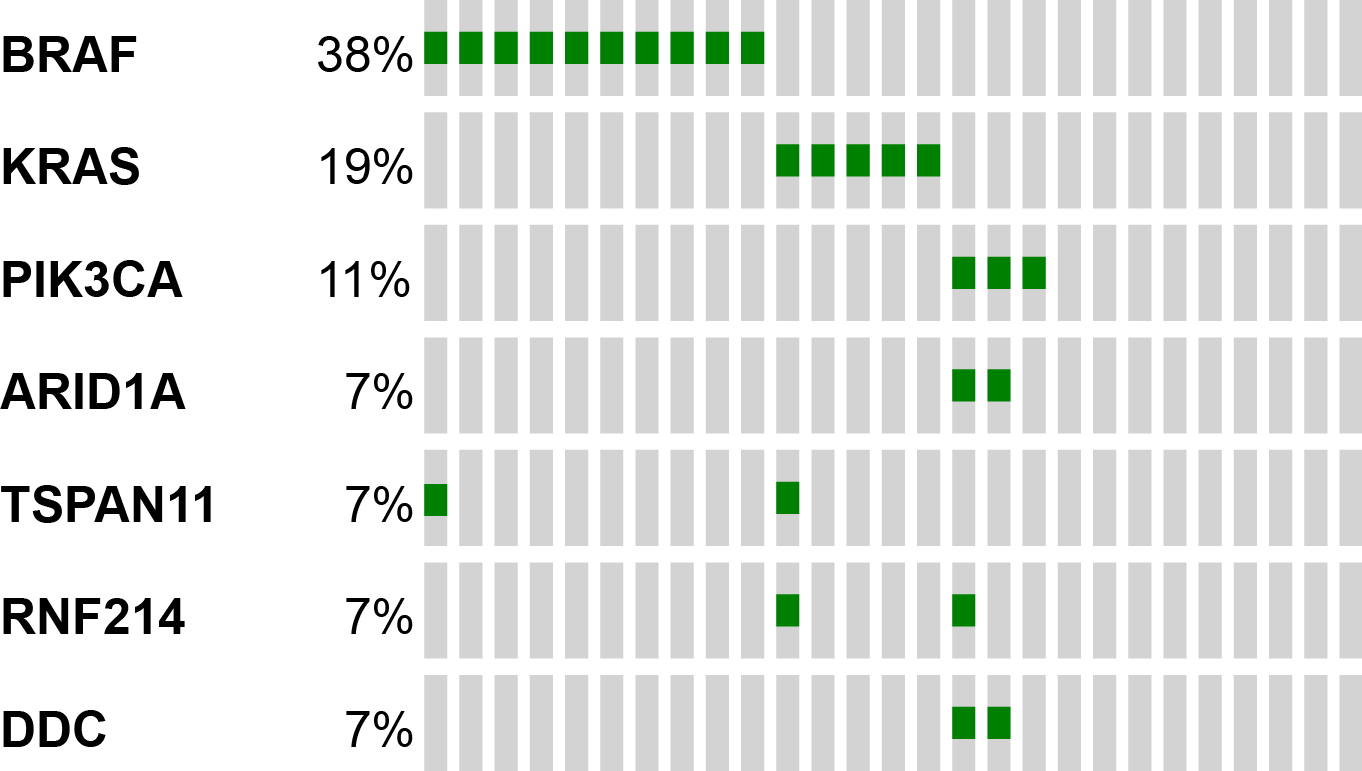 BRAF 38%
KRAS 19%
PIK3CA 11%
ARID1A 7%
TSPAN11 7%
RNF214 7%
DDC 7%